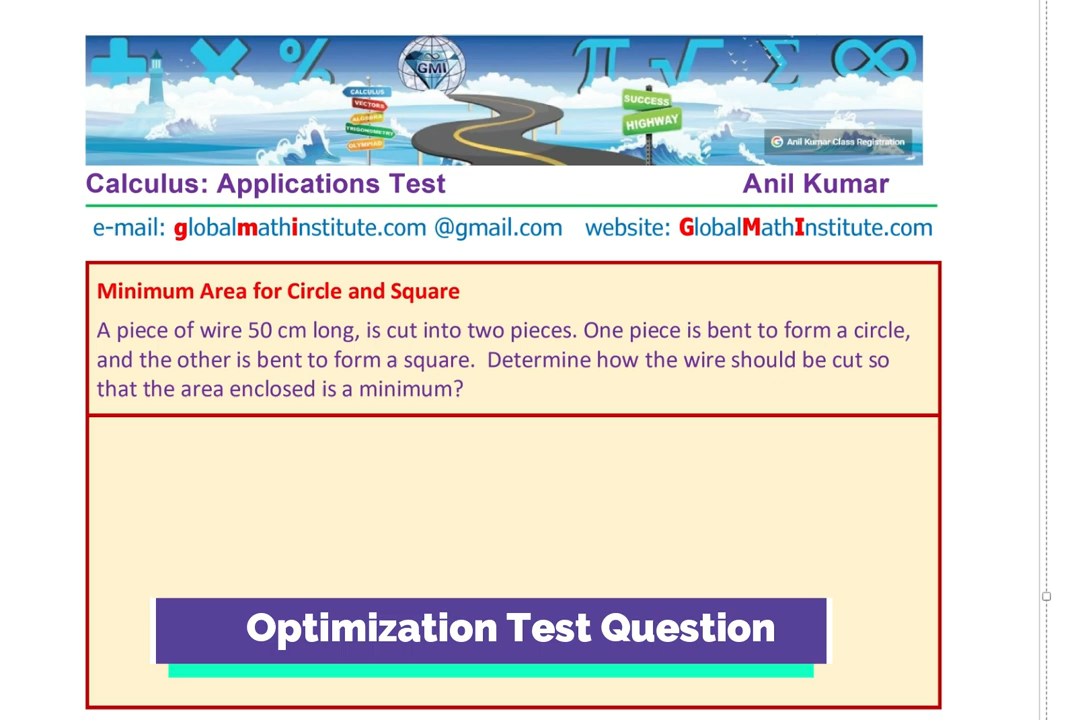 GMI
CALCULUS
VECTORS
ALGEBRA
TRIGONOMETRY
OLYMPIAD
SUCCESS
HIGHWAY
Anil Kumar Class Registration
Calculus: Applications Test Anil Kumar
e-mail: globalmathinstitute.com @gmail.com website: GlobalMathInstitute.com
Minimum Area for Circle and Square
A piece of wire 50 cm long, is cut into two pieces. One piece is bent to form a circle,
and the other is bent to form a square. Determine how the wire should be cut so
that the area enclosed is a minimum?
Optimization Test Question